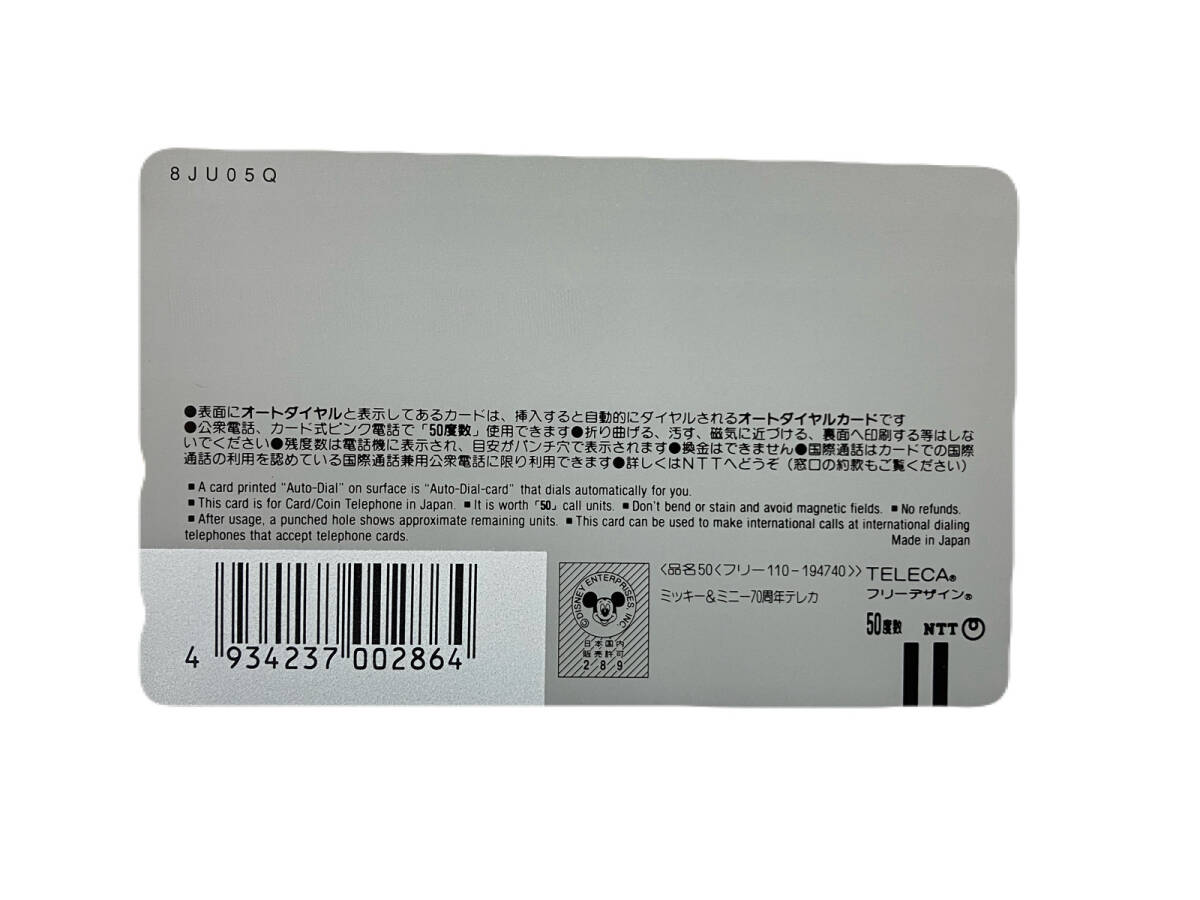 8JU05Q
●表面にオートダイヤルと表示してあるカードは、挿入すると自動的にダイヤルされるオートダイヤルカードです
●公衆電話、カード式ピンク電話で「50度数」使用できます●折り曲げる、汚す、磁気に近づける、裏面へ印刷する等はしな
いでください●残度数は電話機に表示され、目安がパンチ穴で表示されます●換金はできません●国際通話はカードでの国際
通話の利用を認めている国際通話兼用公衆電話に限り利用できます●詳しくはNTTへどうぞ（窓口の約款もご覧ください）
■ A card printed "Auto-Dial" on surface is "Auto-Dial-card" that dials automatically for you.
■ This card is for Card/Coin Telephone in Japan. ■ It is worth「50」call units. ■ Don't bend or stain and avoid magnetic fields. ■ No refunds.
■ After usage, a punched hole shows approximate remaining units. ■ This card can be used to make international calls at international dialing
telephones that accept telephone cards.
Made in Japan
4 934237 002864
©DISNEY ENTERPRISES, INC.
日本国内
販売許可
289
〈品名50〈フリー110-194740〉〉
ミッキー&ミニー70周年テレカ
TELECA®
フリーデザイン®
50度数 NTT